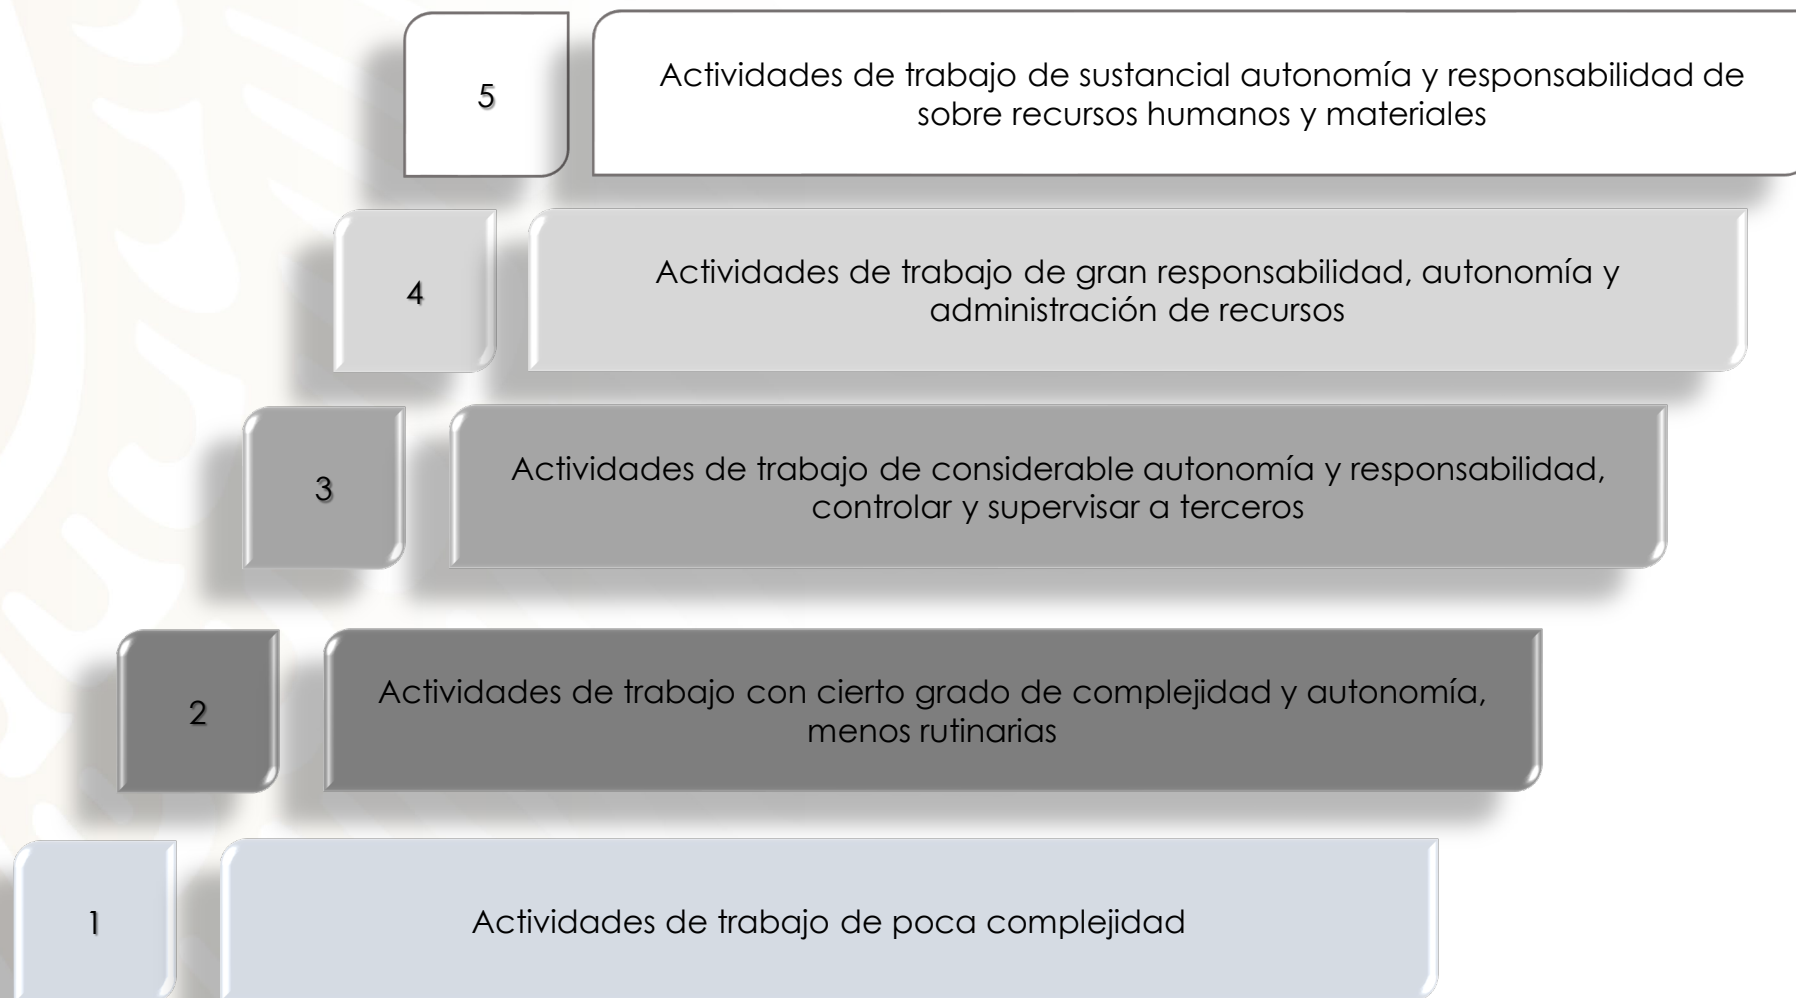 5
Actividades de trabajo de sustancial autonomía y responsabilidad de
sobre recursos humanos y materiales
4
Actividades de trabajo de gran responsabilidad, autonomía y
administración de recursos
3
Actividades de trabajo de considerable autonomía y responsabilidad,
controlar y supervisar a terceros
2
Actividades de trabajo con cierto grado de complejidad y autonomía,
menos rutinarias
1
Actividades de trabajo de poca complejidad